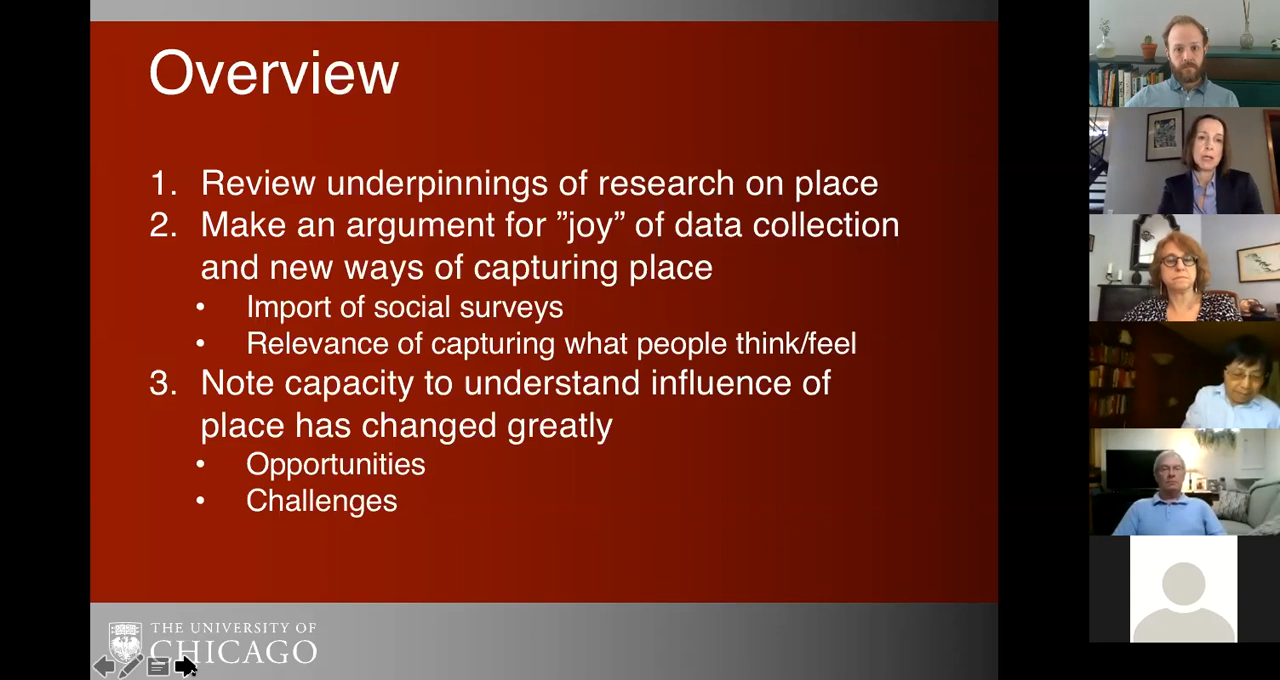 Overview
1. Review underpinnings of research on place
2. Make an argument for ”joy” of data collection
and new ways of capturing place
• Import of social surveys
• Relevance of capturing what people think/feel
3. Note capacity to understand influence of
place has changed greatly
• Opportunities
• Challenges
THE UNIVERSITY OF
CHICAGO